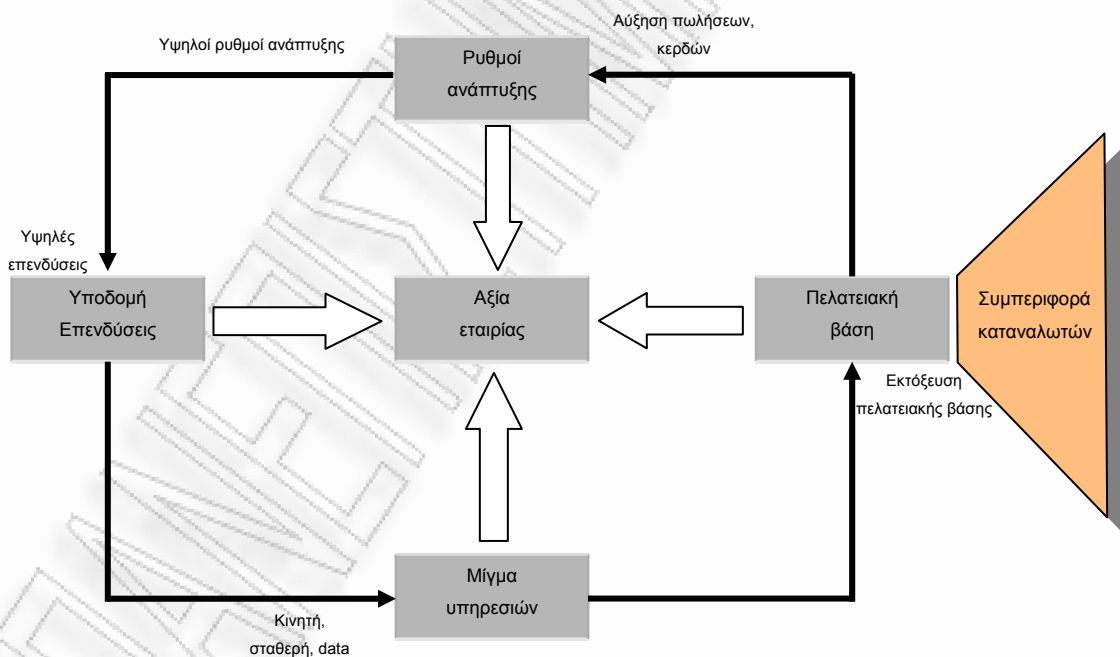 Αύξηση πωλήσεων,
κερδών
Υψηλοί ρυθμοί ανάπτυξης
Ρυθμοί
ανάπτυξης
Υψηλές
επενδύσεις
Υποδομή
Επενδύσεις
Αξία
εταιρίας
Πελατειακή
βάση
Συμπεριφορά
καταναλωτών
Εκτόξευση
πελατειακής βάσης
Μίγμα
υπηρεσιών
Κινητή,
σταθερή, data